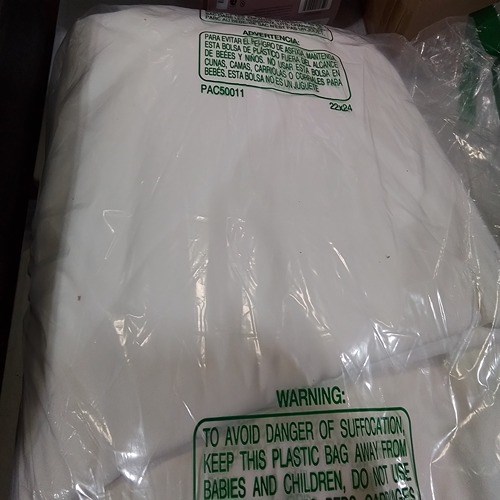 ADVERTENCIA:
PARA EVITAR EL PELIGRO DE ASFIXIA, MANTENGA
ESTA BOLSA DE PLASTICO FUERA DEL ALCANCE
DE BEBES Y NIÑOS. NO USAR ESTA BOLSA EN
CUNAS, CAMAS, CARRIOLAS O CORRALES PARA
BEBÉS. ESTA BOLSA NO ES UN JUGUETE
PAC50011
22x24
WARNING:
TO AVOID DANGER OF SUFFOCATION,
KEEP THIS PLASTIC BAG AWAY FROM
BABIES AND CHILDREN, DO NOT USE